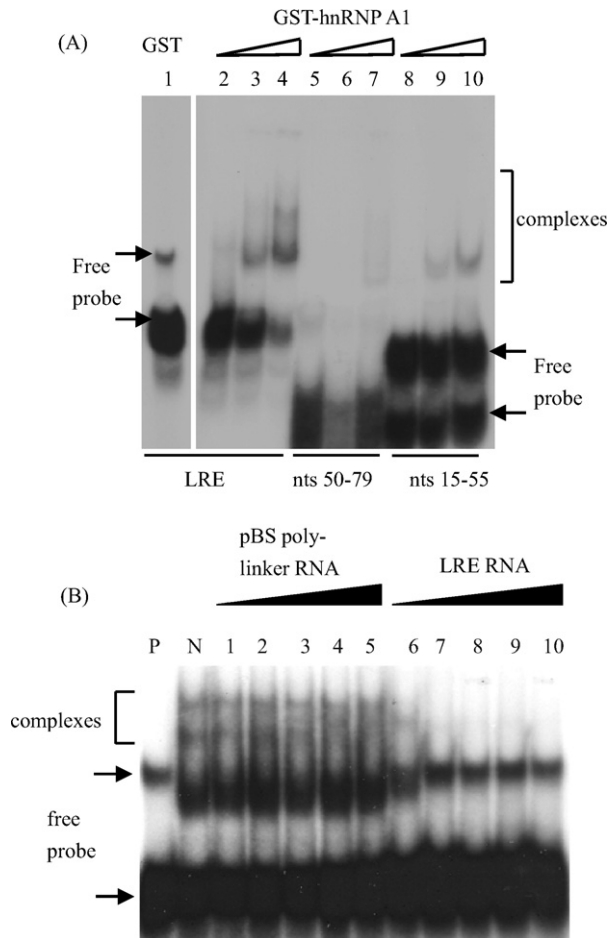 GST-hnRNP A1
(A)
GST
1 2 3 4 5 6 7 8 9 10
complexes
Free
probe
Free
probe
LRE nts 50-79 nts 15-55
pBS poly-
linker RNA
LRE RNA
(B)
P N 1 2 3 4 5 6 7 8 9 10
complexes
free
probe